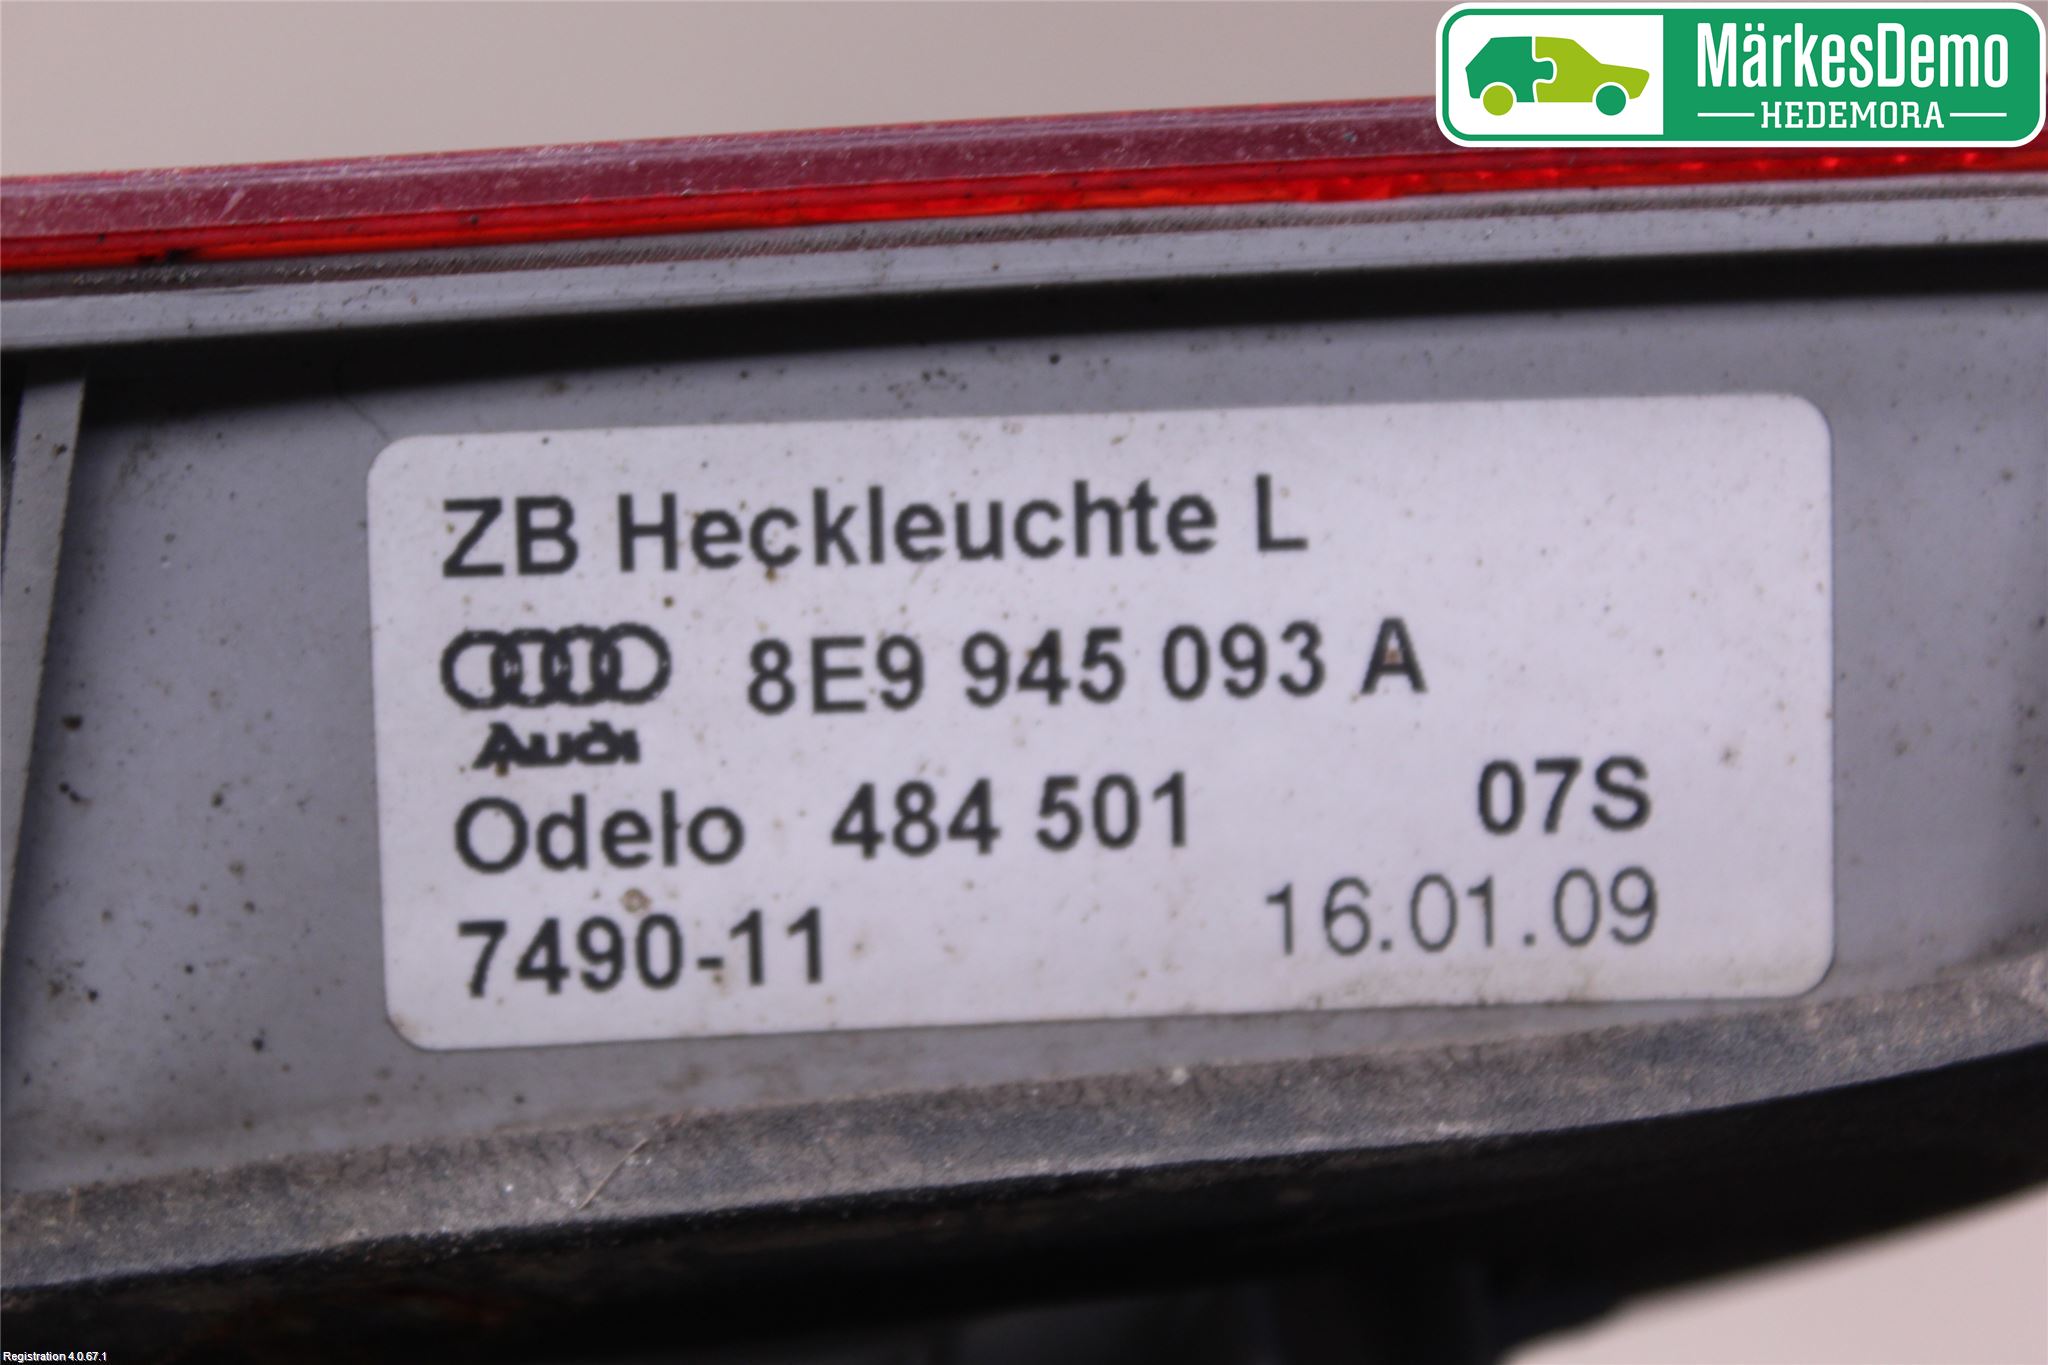 MärkesDemo
HEDEMORA
ZB Heckleuchte L
8E9 945 093 A
Audi
Odelo 484 501 07S
7490-11 16.01.09
Registration 4.0.67.1